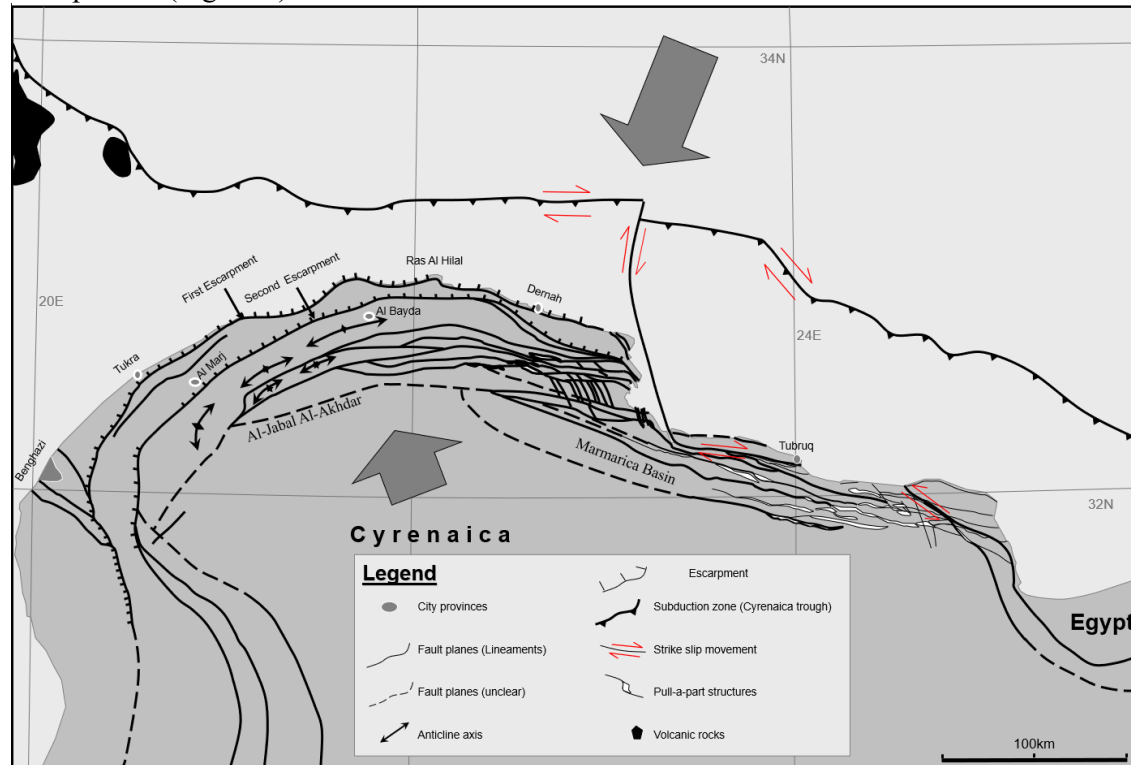 34N
Ras Al Hilal
First Escarpment
Second Escarpment
Dernah
20E
Al Bayda
24E
Tukra
Al Marj
Al-Jabal Al-Akhdar
Benghazi
Marmarica Basin
Tubruq
32N
Cyrenaica
Legend
City provinces
Fault planes (Lineaments)
Fault planes (unclear)
Anticline axis
Escarpment
Subduction zone (Cyrenaica trough)
Strike slip movement
Pull-a-part structures
Volcanic rocks
Egypt
100km